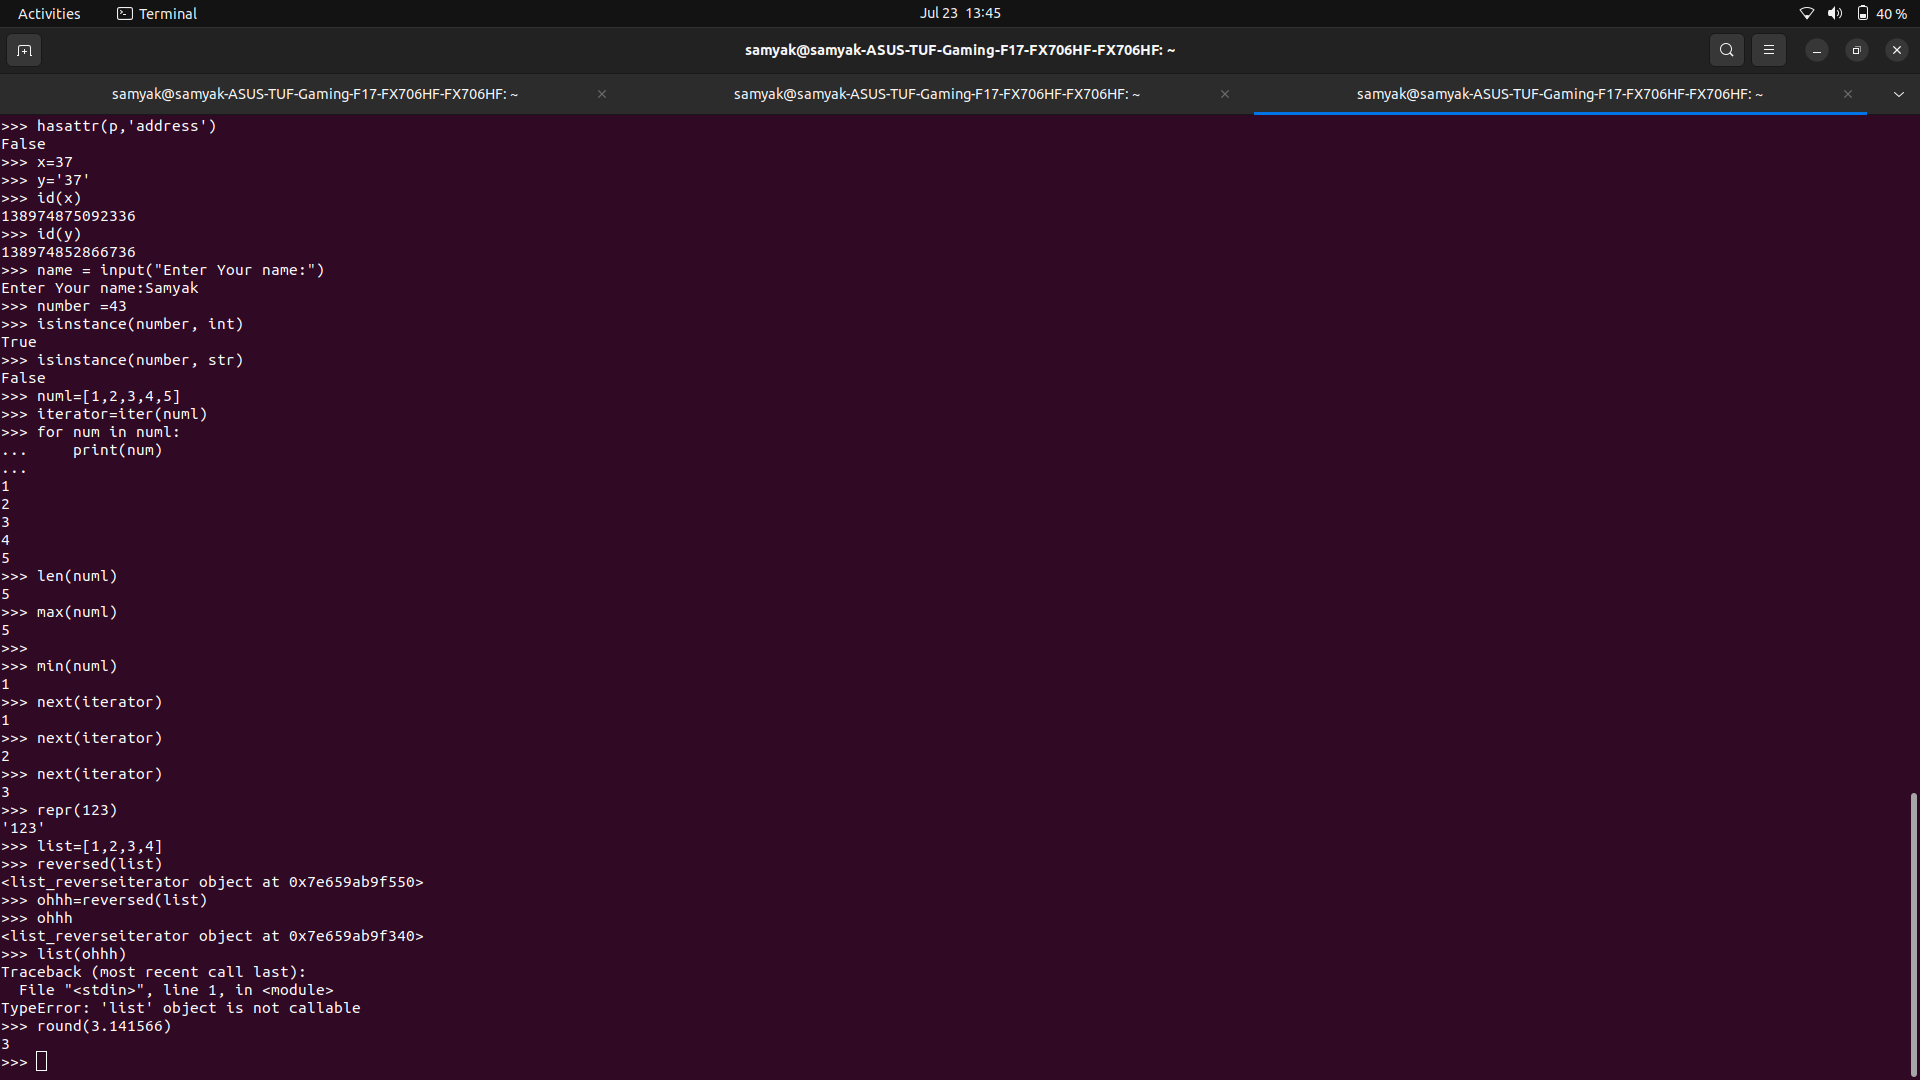 Activities
Terminal
Jul 23 13:45
40 %
samyak@samyak-ASUS-TUF-Gaming-F17-FX706HF-FX706HF: ~
samyak@samyak-ASUS-TUF-Gaming-F17-FX706HF-FX706HF: ~
samyak@samyak-ASUS-TUF-Gaming-F17-FX706HF-FX706HF: ~
samyak@samyak-ASUS-TUF-Gaming-F17-FX706HF-FX706HF: ~
>>> hasattr(p,'address')
False
>>> x=37
>>> y='37'
>>> id(x)
138974875092336
>>> id(y)
138974852866736
>>> name = input("Enter Your name:")
Enter Your name:Samyak
>>> number =43
>>> isinstance(number, int)
True
>>> isinstance(number, str)
False
>>> numl=[1,2,3,4,5]
>>> iterator=iter(numl)
>>> for num in numl:
...     print(num)
...
1
2
3
4
5
>>> len(numl)
5
>>> max(numl)
5
>>>
>>> min(numl)
1
>>> next(iterator)
1
>>> next(iterator)
2
>>> next(iterator)
3
>>> repr(123)
'123'
>>> list=[1,2,3,4]
>>> reversed(list)
<list_reverseiterator object at 0x7e659ab9f550>
>>> ohhh=reversed(list)
>>> ohhh
<list_reverseiterator object at 0x7e659ab9f340>
>>> list(ohhh)
Traceback (most recent call last):
  File "<stdin>", line 1, in <module>
TypeError: 'list' object is not callable
>>> round(3.141566)
3
>>>